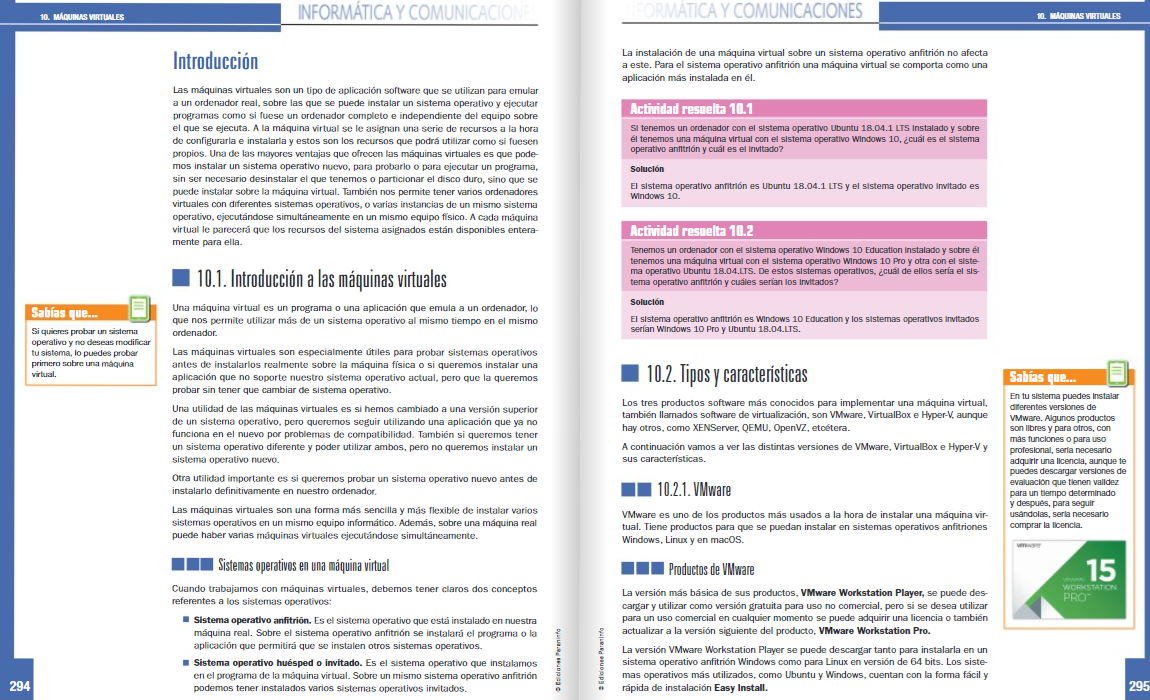 10. MÁQUINAS VIRTUALES
INFORMÁTICA Y COMUNICACIONES
Introducción
Las máquinas virtuales son un tipo de aplicación software que se utilizan para emular
a un ordenador real, sobre las que se puede instalar un sistema operativo y ejecutar
programas como si fuese un ordenador completo e independiente del equipo sobre
el que se ejecuta. A la máquina virtual se le asignan una serie de recursos a la hora
de configurarla e instalarla y estos son los recursos que podrá utilizar como si fuesen
propios. Una de las mayores ventajas que ofrecen las máquinas virtuales es que pode-
mos instalar un sistema operativo nuevo, para probarlo o para ejecutar un programa,
sin ser necesario desinstalar el que tenemos o particionar el disco duro, sino que se
puede instalar sobre la máquina virtual. También nos permite tener varios ordenadores
virtuales con diferentes sistemas operativos, o varias instancias de un mismo sistema
operativo, ejecutándose simultáneamente en un mismo equipo físico. A cada máquina
virtual le parecerá que los recursos del sistema asignados están disponibles entera-
mente para ella.
10.1. Introducción a las máquinas virtuales
Una máquina virtual es un programa o una aplicación que emula a un ordenador, lo
que nos permite utilizar más de un sistema operativo al mismo tiempo en el mismo
ordenador.
Las máquinas virtuales son especialmente útiles para probar sistemas operativos
antes de instalarlos realmente sobre la máquina física o si queremos instalar una
aplicación que no soporte nuestro sistema operativo actual, pero que la queremos
probar sin tener que cambiar de sistema operativo.
Una utilidad de las máquinas virtuales es si hemos cambiado a una versión superior
de un sistema operativo, pero queremos seguir utilizando una aplicación que ya no
funciona en el nuevo por problemas de compatibilidad. También si queremos tener
un sistema operativo diferente y poder utilizar ambos, pero no queremos instalar un
sistema operativo nuevo.
Otra utilidad importante es si queremos probar un sistema operativo nuevo antes de
instalarlo definitivamente en nuestro ordenador.
Las máquinas virtuales son una forma más sencilla y más flexible de instalar varios
sistemas operativos en un mismo equipo informático. Además, sobre una máquina real
puede haber varias máquinas virtuales ejecutándose simultáneamente.
Sistemas operativos en una máquina virtual
Cuando trabajamos con máquinas virtuales, debemos tener claros dos conceptos
referentes a los sistemas operativos:
Sistema operativo anfitrión. Es el sistema operativo que está instalado en nuestra
máquina real. Sobre el sistema operativo anfitrión se instalará el programa o la
aplicación que permitirá que se instalen otros sistemas operativos.
Sistema operativo huésped o invitado. Es el sistema operativo que instalamos
en el programa de la máquina virtual. Sobre un mismo sistema operativo anfitrión
podemos tener instalados varios sistemas operativos invitados.
Sabías que...
Si quieres probar un sistema
operativo y no deseas modificar
tu sistema, lo puedes probar
primero sobre una máquina
virtual.
© Ediciones Paraninfo
294
INFORMÁTICA Y COMUNICACIONES
10. MÁQUINAS VIRTUALES
La instalación de una máquina virtual sobre un sistema operativo anfitrión no afecta
a este. Para el sistema operativo anfitrión una máquina virtual se comporta como una
aplicación más instalada en él.
Actividad resuelta 10.1
Si tenemos un ordenador con el sistema operativo Ubuntu 18.04.1 LTS instalado y sobre
él tenemos una máquina virtual con el sistema operativo Windows 10, ¿cuál es el sistema
operativo anfitrión y cuál es el invitado?
Solución
El sistema operativo anfitrión es Ubuntu 18.04.1 LTS y el sistema operativo invitado es
Windows 10.
Actividad resuelta 10.2
Tenemos un ordenador con el sistema operativo Windows 10 Education instalado y sobre él
tenemos una máquina virtual con el sistema operativo Windows 10 Pro y otra con el siste-
ma operativo Ubuntu 18.04.LTS. De estos sistemas operativos, ¿cuál de ellos sería el sis-
tema operativo anfitrión y cuáles serían los invitados?
Solución
El sistema operativo anfitrión es Windows 10 Education y los sistemas operativos invitados
serían Windows 10 Pro y Ubuntu 18.04.LTS.
10.2. Tipos y características
Los tres productos software más conocidos para implementar una máquina virtual,
también llamados software de virtualización, son VMware, VirtualBox e Hyper-V, aunque
hay otros, como XENServer, QEMU, OpenVZ, etcétera.
A continuación vamos a ver las distintas versiones de VMware, VirtualBox e Hyper-V y
sus características.
10.2.1. VMware
VMware es uno de los productos más usados a la hora de instalar una máquina vir-
tual. Tiene productos para que se puedan instalar en sistemas operativos anfitriones
Windows, Linux y en macOS.
Productos de VMware
La versión más básica de sus productos, VMware Workstation Player, se puede des-
cargar y utilizar como versión gratuita para uso no comercial, pero si se desea utilizar
para un uso comercial en cualquier momento se puede adquirir una licencia o también
actualizar a la versión siguiente del producto, VMware Workstation Pro.
La versión VMware Workstation Player se puede descargar tanto para instalarla en un
sistema operativo anfitrión Windows como para Linux en versión de 64 bits. Los siste-
mas operativos más utilizados, como Ubuntu y Windows, cuentan con la forma fácil y
rápida de instalación Easy Install.
Sabías que...
En tu sistema puedes instalar
diferentes versiones de
VMware. Algunos productos
son libres y para otros, con
más funciones o para uso
profesional, sería necesario
adquirir una licencia, aunque te
puedes descargar versiones de
evaluación que tienen validez
para un tiempo determinado
y después, para seguir
usándolas, sería necesario
comprar la licencia.
vmware
15
VMWARE
WORKSTATION
PRO™
© Ediciones Paraninfo
295